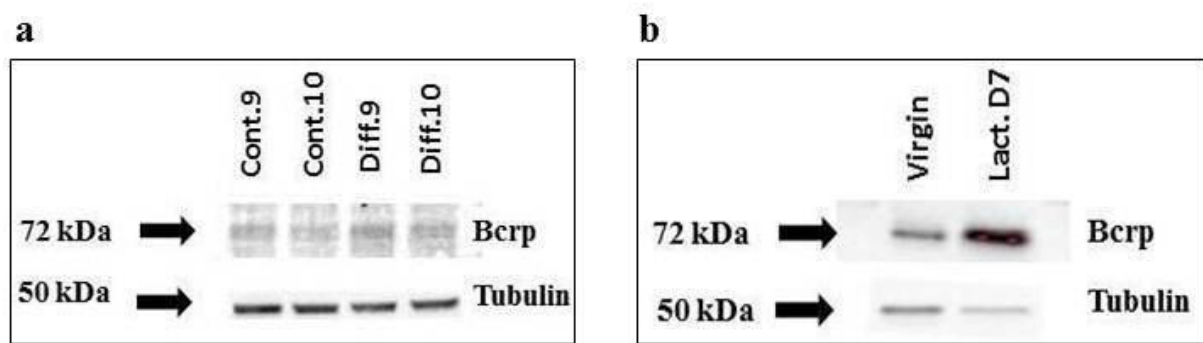 a
Cont.9
Cont.10
Diff.9
Diff.10
72 kDa
Bcrp
50 kDa
Tubulin
b
Virgin
Lact. D7
72 kDa
Bcrp
50 kDa
Tubulin